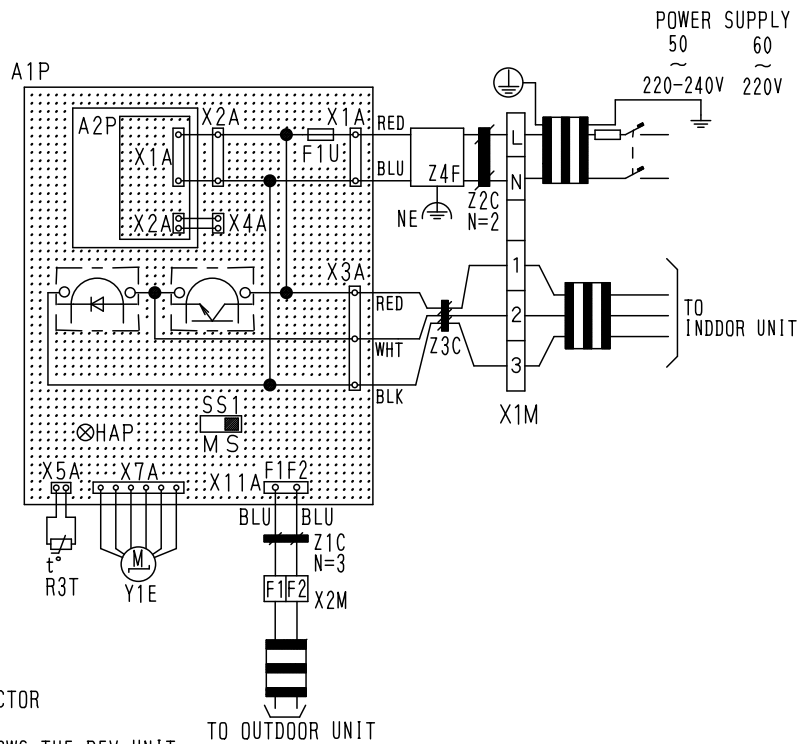 POWER SUPPLY
50 60
~ ~
220-240V 220V
A1P
A2P X2A X1A RED
X1A F1U L
BLU Z4F N
X2A X4A NE Z2C
N=2
X3A 1
RED TO
2 INDDOR UNIT
WHT Z3C
3
BLK
SS1 X1M
M S
HAP
X5A X7A X11A F1F2
BLU BLU
Z1C
N=3
t° M
R3T Y1E F1 F2 X2M
CTOR
TO OUTDOOR UNIT